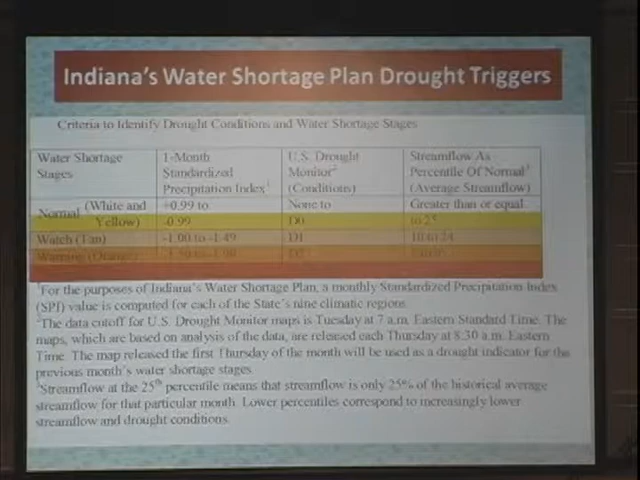 Indiana's Water Shortage Plan Drought Triggers
Criteria to Identify Drought Conditions and Water Shortage Stages
Water Shortage Stages
1-Month Standardized Precipitation Index¹
U.S. Drought Monitor² (Conditions)
Streamflow As Percentile Of Normal³ (Average Streamflow)
Normal (White and Yellow)
+0.99 to -0.99
None to D0
Greater than or equal to 25
Watch (Tan)
-1.00 to -1.49
D1
10 to 24
Warning (Orange)
D2
¹For the purposes of Indiana's Water Shortage Plan, a monthly Standardized Precipitation Index
(SPI) value is computed for each of the State's nine climatic regions.
²The data cutoff for U.S. Drought Monitor maps is Tuesday at 7 a.m. Eastern Standard Time. The
maps, which are based on analysis of the data, are released each Thursday at 8:30 a.m. Eastern
Time. The map released the first Thursday of the month will be used as a drought indicator for the
previous month's water shortage stages.
³Streamflow at the 25th percentile means that streamflow is only 25% of the historical average
streamflow for that particular month. Lower percentiles correspond to increasingly lower
streamflow and drought conditions.